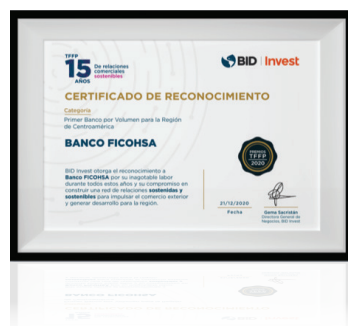 TFFP
15
AÑOS
De relaciones
comerciales
sostenibles
BID Invest
CERTIFICADO DE RECONOCIMIENTO
Categoría
Primer Banco por Volumen para la Región
de Centroamérica
BANCO FICOHSA
BID Invest otorga el reconocimiento a
Banco FICOHSA por su inagotable labor
durante todos estos años y su compromiso en
construir una red de relaciones sostenidas y
sostenibles para impulsar el comercio exterior
y generar desarrollo para la región.
PREMIOS
TFFP
2020
21/12/2020
Fecha
Gema Sacristán
Directora General de
Negocios, BID Invest